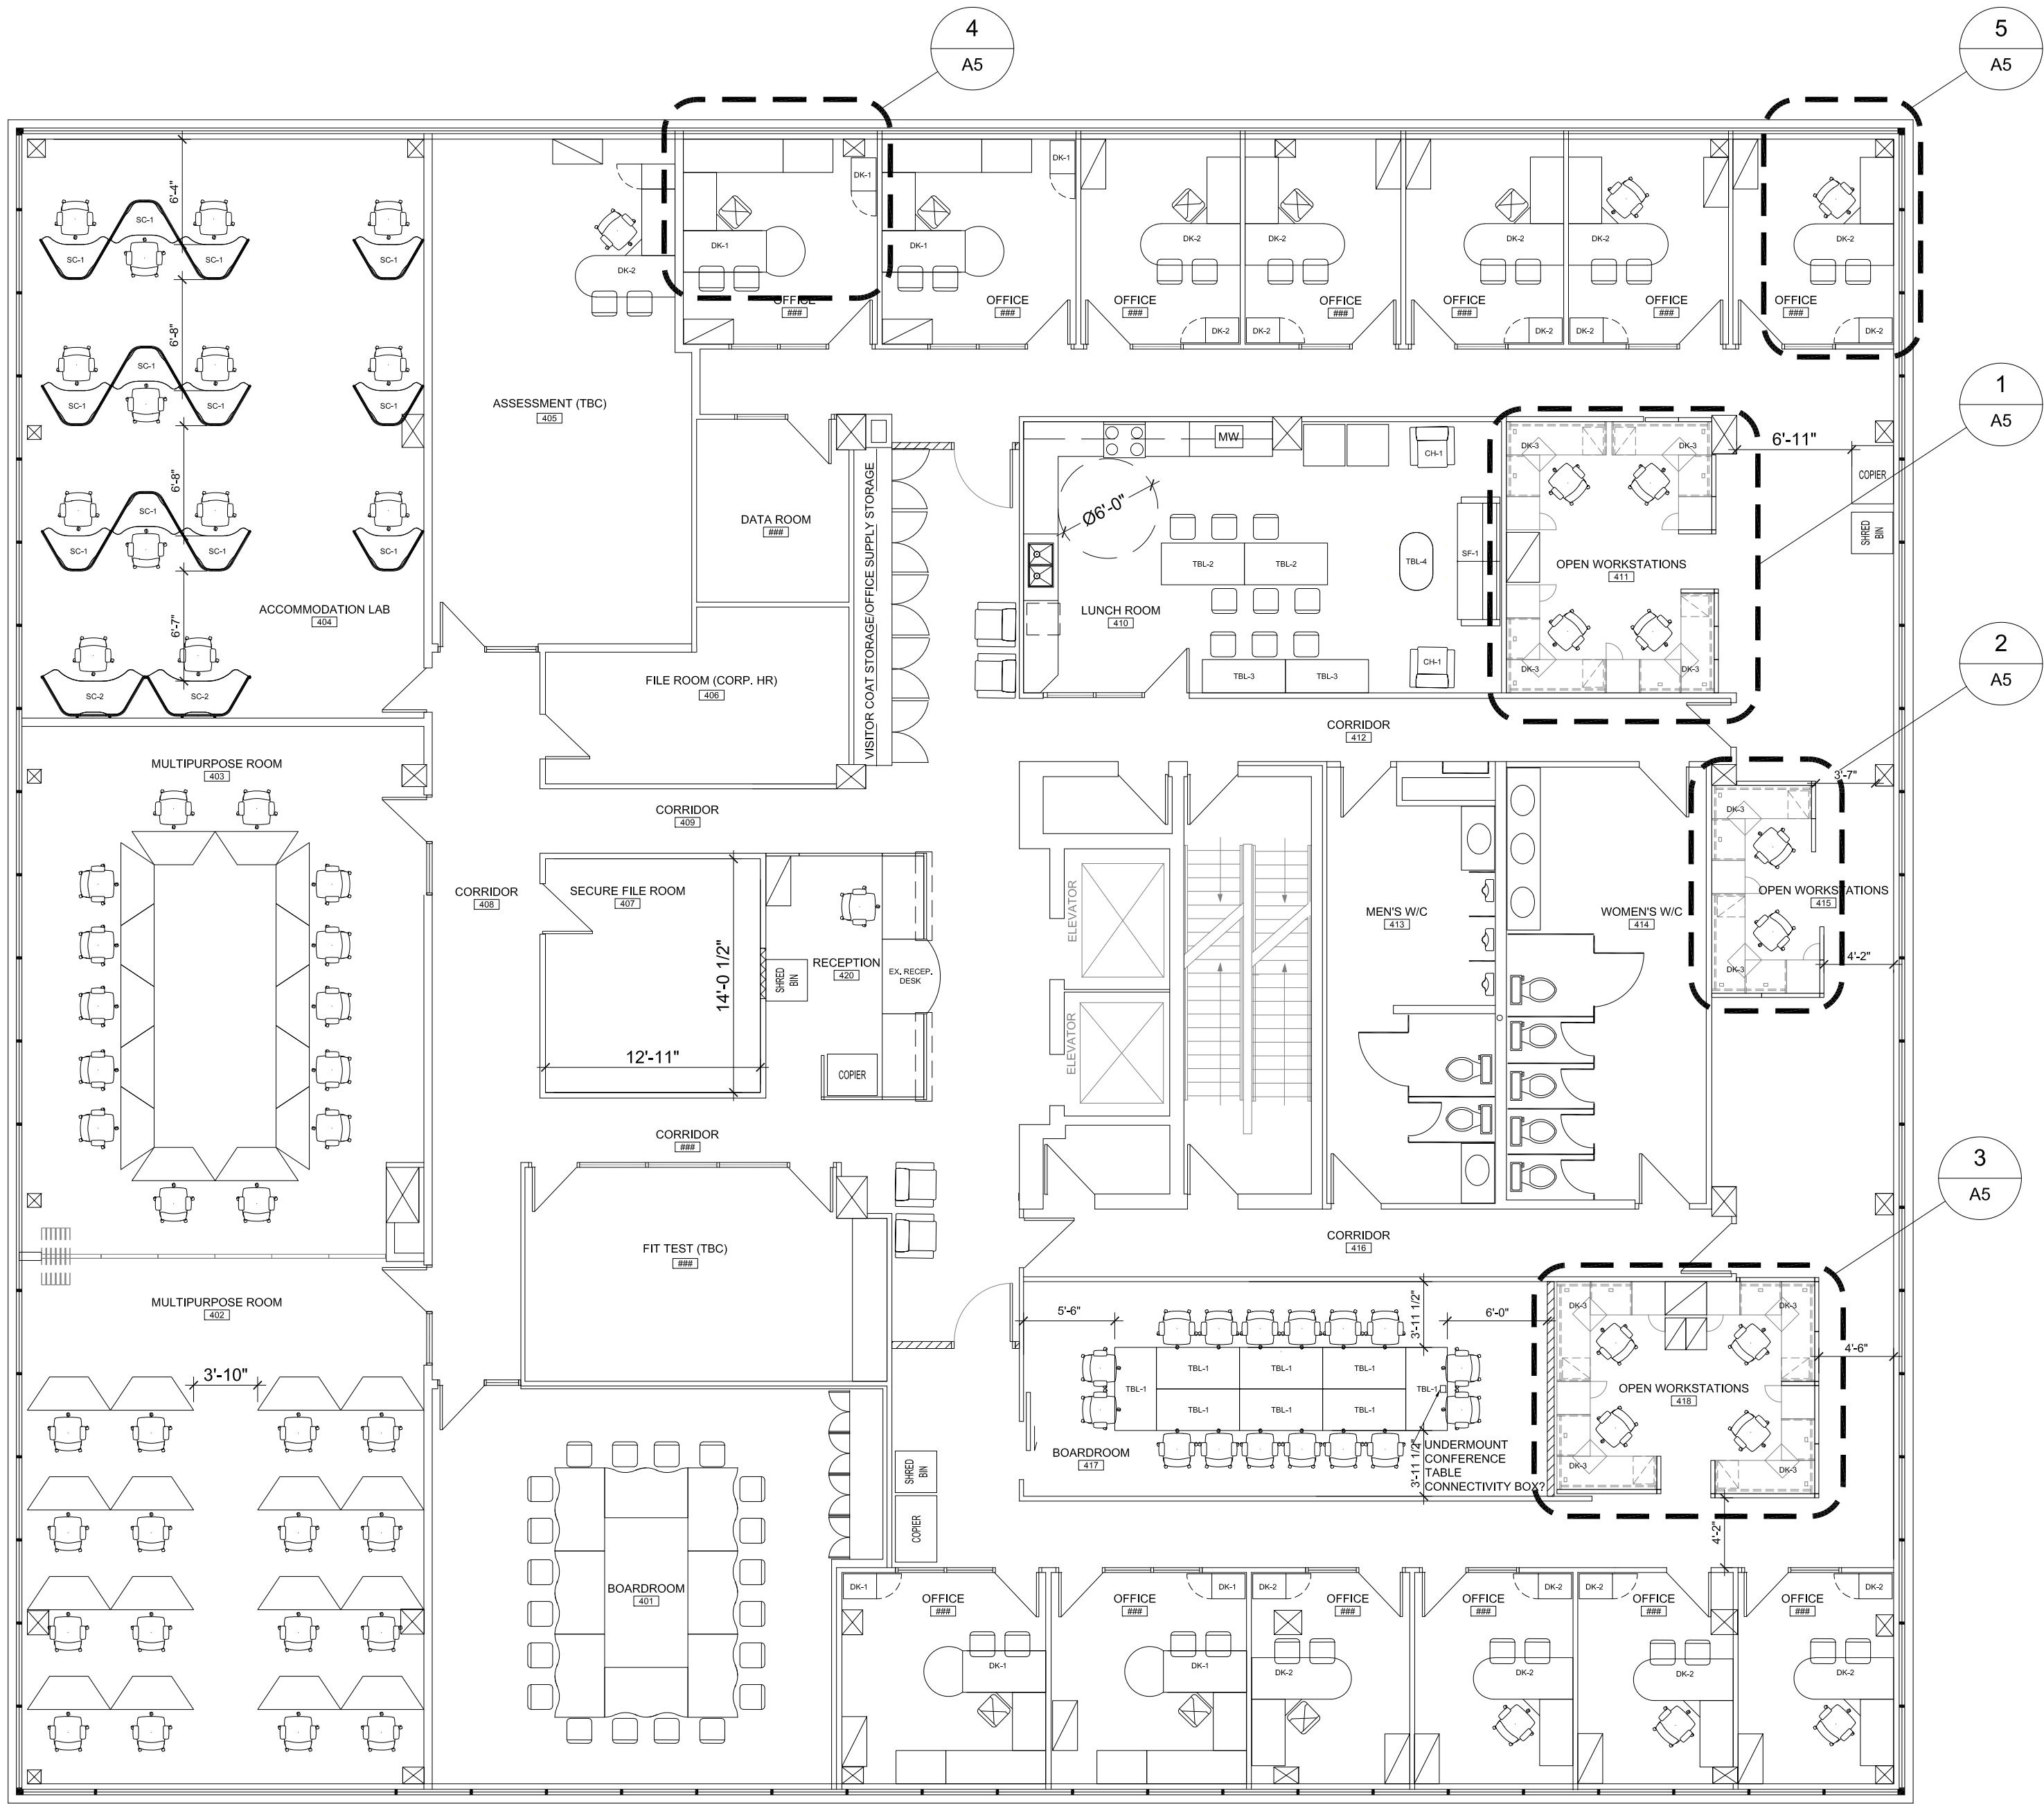 4
A5
5
A5
6'-4"
SC-1
SC-1
SC-1
SC-1
6'-8"
SC-1
SC-1
SC-1
SC-1
6'-8"
SC-1
SC-1
SC-1
SC-1
6'-7"
SC-2
SC-2
ACCOMMODATION LAB
404
DK-2
ASSESSMENT (TBC)
405
DK-1
DK-1
OFFICE
###
DK-1
DK-1
OFFICE
###
DK-2
OFFICE
###
DK-2
DK-2
OFFICE
###
DK-2
DK-2
OFFICE
###
DK-2
DK-2
OFFICE
###
DK-2
DK-2
OFFICE
###
DK-2
1
A5
DATA ROOM
###
VISITOR COAT STORAGE/OFFICE SUPPLY STORAGE
FILE ROOM (CORP. HR)
406
MW
Ø6'-0"
CH-1
TBL-2
TBL-2
TBL-4
SF-1
LUNCH ROOM
410
TBL-3
TBL-3
CH-1
DK-3
DK-3
OPEN WORKSTATIONS
411
DK-3
DK-3
6'-11"
COPIER
SHRED
BIN
2
A5
CORRIDOR
412
MULTIPURPOSE ROOM
403
CORRIDOR
409
CORRIDOR
408
SECURE FILE ROOM
407
14'-0 1/2"
12'-11"
SHRED
BIN
RECEPTION
420
EX. RECEP.
DESK
COPIER
ELEVATOR
ELEVATOR
MEN'S W/C
413
WOMEN'S W/C
414
3'-7"
DK-3
OPEN WORKSTATIONS
415
DK-3
4'-2"
3
A5
CORRIDOR
###
FIT TEST (TBC)
###
CORRIDOR
416
MULTIPURPOSE ROOM
402
3'-10"
5'-6"
3'-11 1/2"
6'-0"
TBL-1
TBL-1
TBL-1
TBL-1
TBL-1
TBL-1
TBL-1
TBL-1
BOARDROOM
417
3'-11 1/2"
UNDERMOUNT
CONFERENCE
TABLE
CONNECTIVITY BOX?
DK-3
DK-3
OPEN WORKSTATIONS
418
DK-3
DK-3
4'-6"
4'-2"
SHRED
BIN
COPIER
BOARDROOM
401
DK-1
OFFICE
###
DK-1
OFFICE
###
DK-1
DK-1
DK-2
OFFICE
###
DK-2
OFFICE
###
DK-2
DK-2
DK-2
OFFICE
###
DK-2
OFFICE
###
DK-2
DK-2